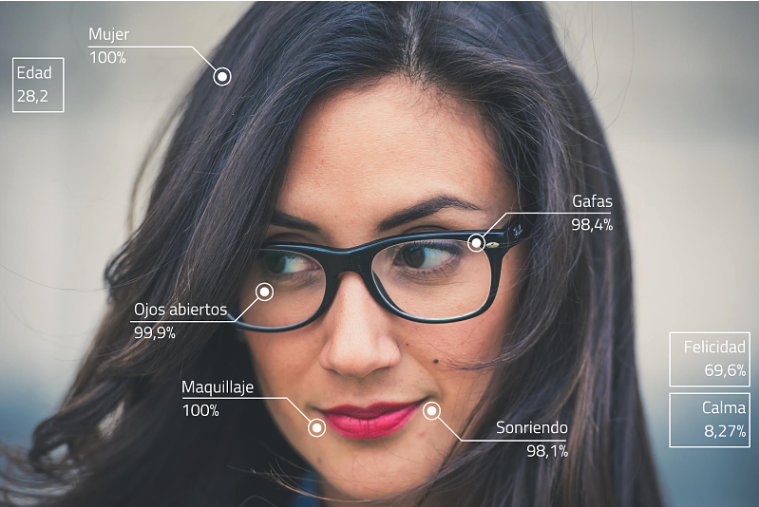 Mujer
100%
Edad
28,2
Gafas
98,4%
Ojos abiertos
99,9%
Felicidad
69,6%
Maquillaje
100%
Calma
8,27%
Sonriendo
98,1%